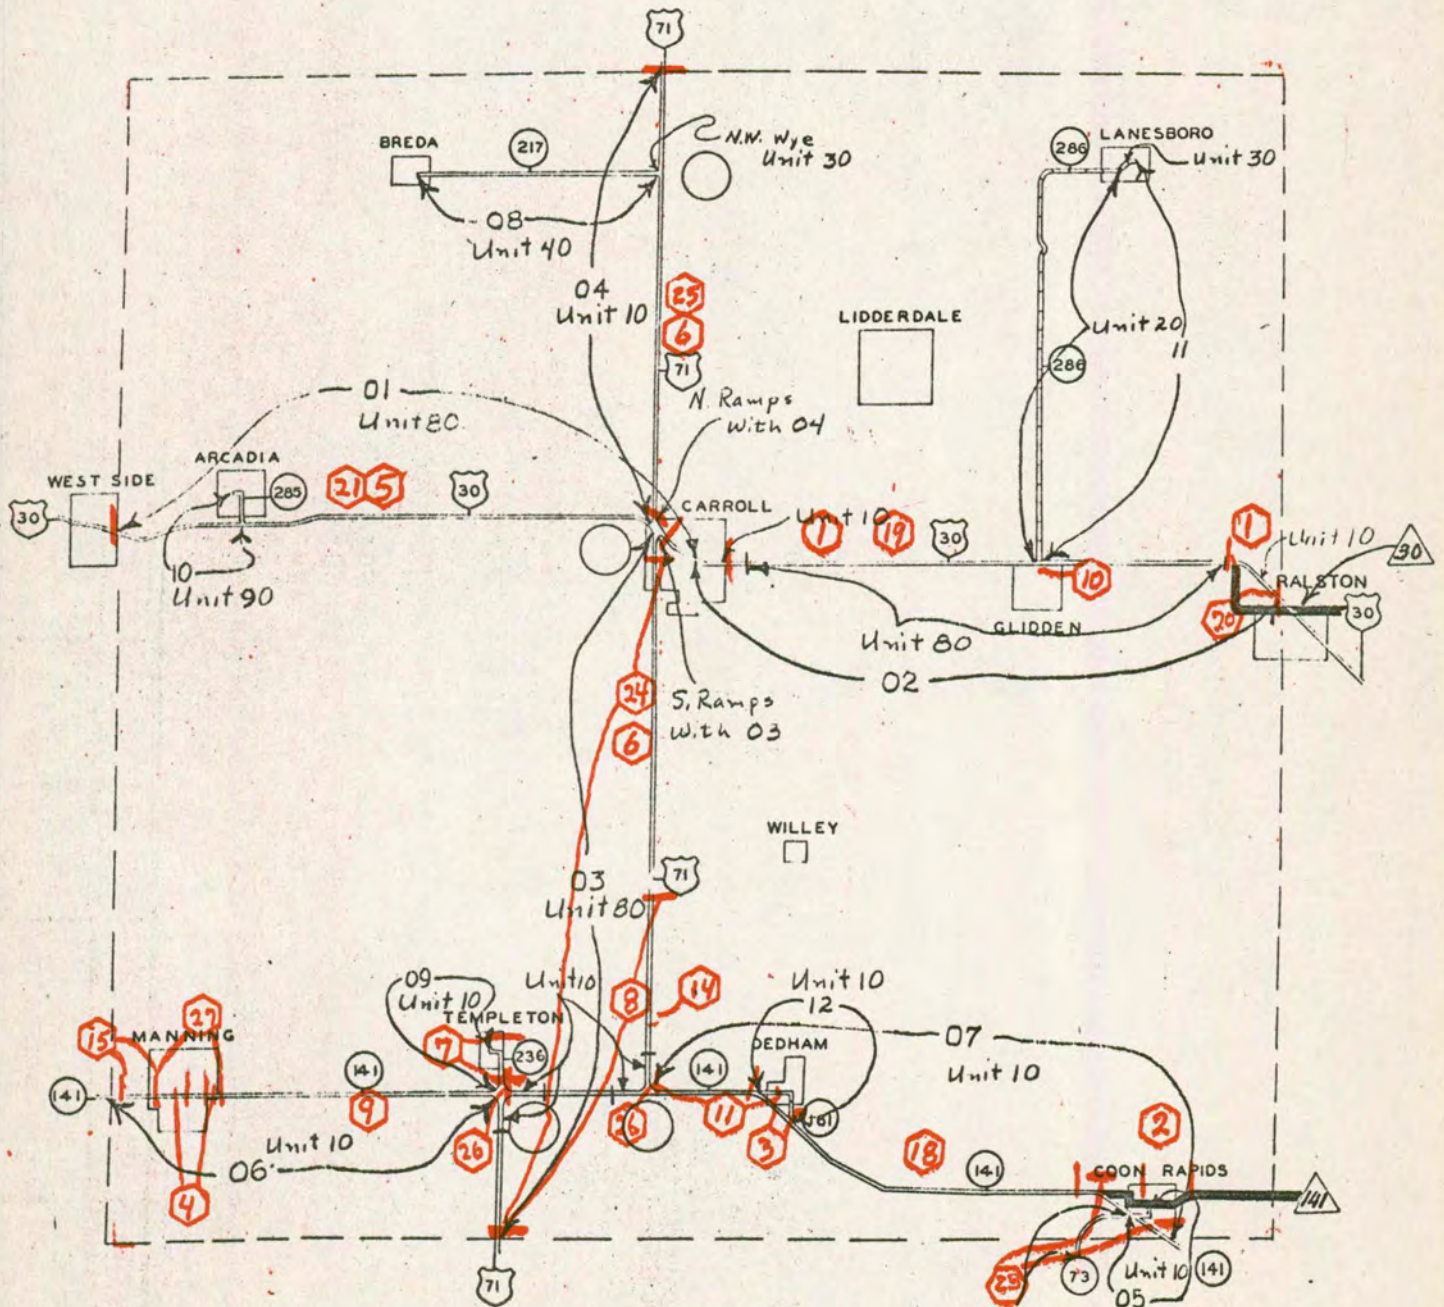 71
BREDA
217
N.W. Wye
Unit 30
286
LANESBORO
Unit 30
08
Unit 40
04
Unit 10
25
6
71
LIDDERDALE
Unit 20
11
286
01
Unit 80
N. Ramps
With 04
ARCADIA
WEST SIDE
285
21
5
30
30
CARROLL
Unit 10
1
19
30
10
Unit 90
10
1
Unit 10
30
RALSTON
GLIDDEN
20
30
Unit 80
02
24
S. Ramps
With 03
6
WILLEY
71
03
Unit 80
09
Unit 10
TEMPLETON
Unit 10
8
14
Unit 10
12
DEDHAM
07
Unit 10
27
15
MANNING
7
236
141
141
141
9
26
26
11
3
Unit 10
06
4
18
141
2
COON RAPIDS
141
71
73
Unit 10
141
05